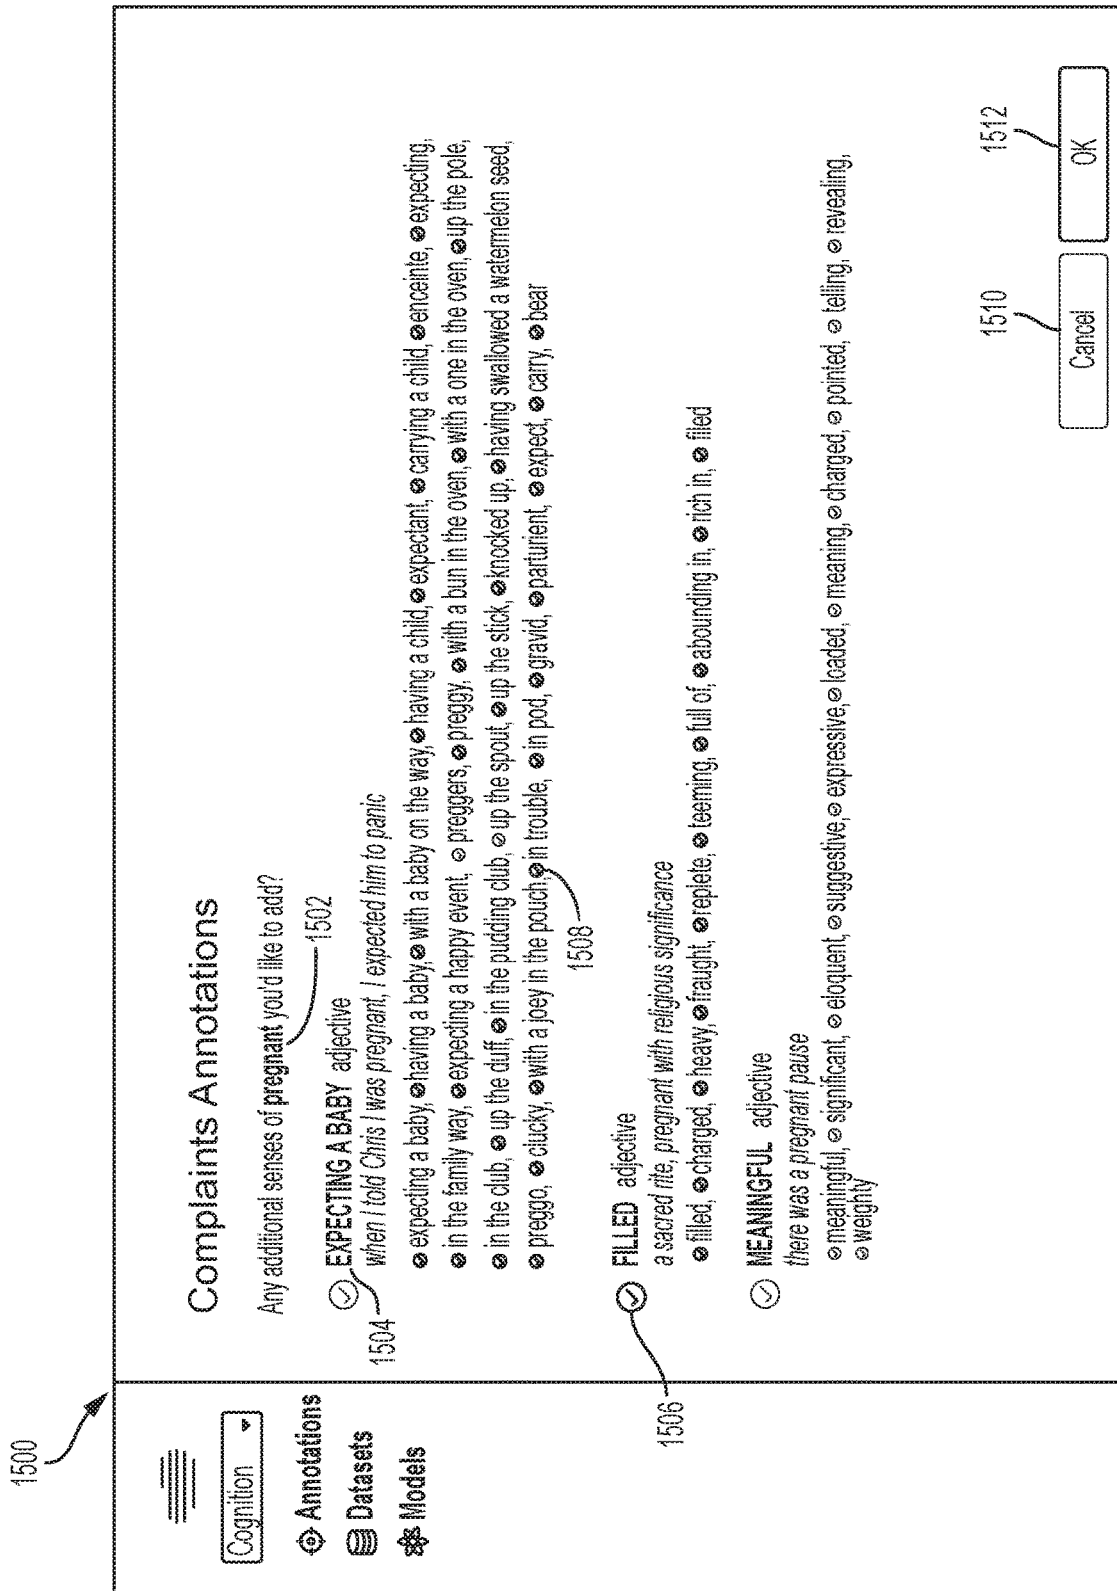 1500
Cognition
Annotations
Datasets
Models
Complaints Annotations
Any additional senses of pregnant you'd like to add?
1502
1504
EXPECTING A BABY adjective
when I told Chris I was pregnant, I expected him to panic
expecting a baby, having a baby, with a baby on the way, having a child, expectant, carrying a child, enceinte, expecting,
in the family way, expecting a happy event, preggers, preggy, with a bun in the oven, with a one in the oven, up the pole,
in the club, up the duff, in the pudding club, up the spout, up the stick, knocked up, having swallowed a watermelon seed,
preggo, clucky, with a joey in the pouch, in trouble, in pod, gravid, parturient, expect, carry, bear
1508
FILLED adjective
1506
a sacred rite, pregnant with religious significance
filled, charged, heavy, fraught, replete, teeming, full of, abounding in, rich in, filed
MEANINGFUL adjective
there was a pregnant pause
meaningful, significant, eloquent, suggestive, expressive, loaded, meaning, charged, pointed, telling, revealing,
weighty
1510
1512
Cancel
OK